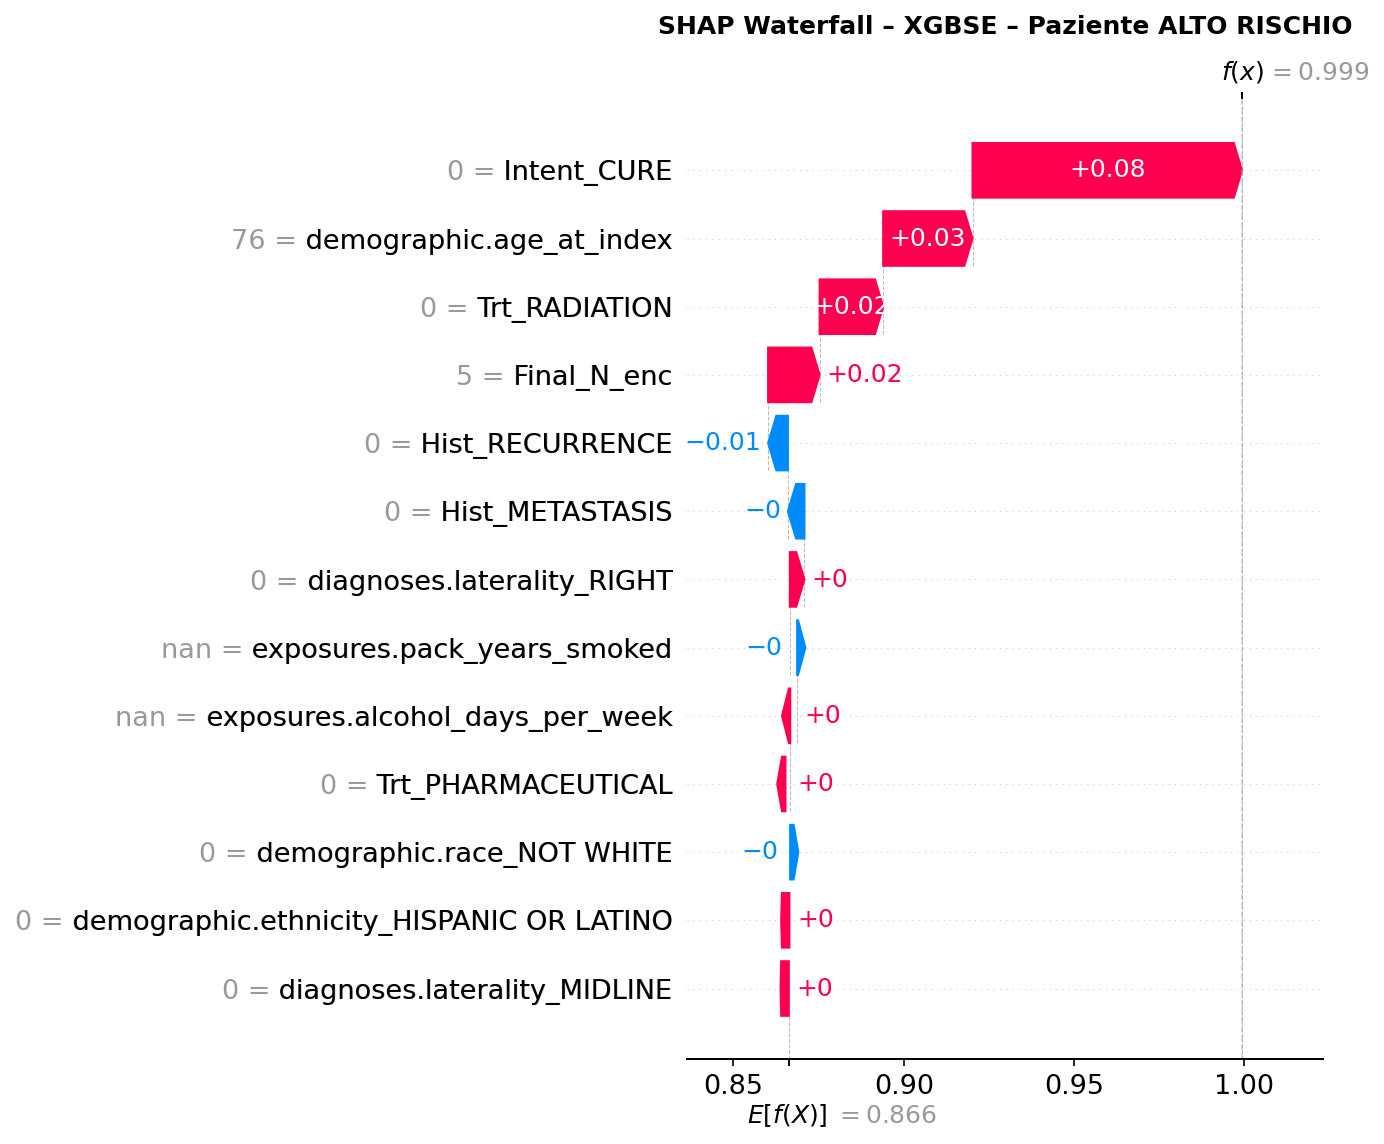 SHAP Waterfall – XGBSE – Paziente ALTO RISCHIO
f(x) = 0.999
0 = Intent_CURE +0.08
76 = demographic.age_at_index +0.03
0 = Trt_RADIATION +0.02
5 = Final_N_enc +0.02
0 = Hist_RECURRENCE −0.01
0 = Hist_METASTASIS −0
0 = diagnoses.laterality_RIGHT +0
nan = exposures.pack_years_smoked −0
nan = exposures.alcohol_days_per_week +0
0 = Trt_PHARMACEUTICAL +0
0 = demographic.race_NOT WHITE −0
0 = demographic.ethnicity_HISPANIC OR LATINO +0
0 = diagnoses.laterality_MIDLINE +0
0.85 0.90 0.95 1.00
E[f(X)] = 0.866